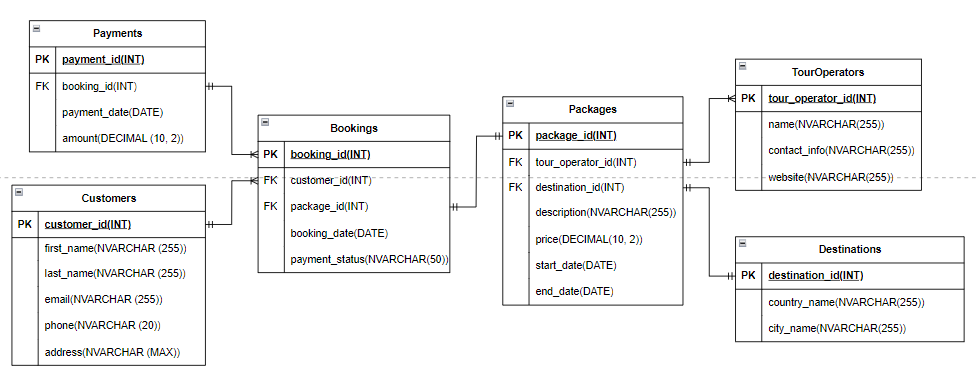 Payments
PK payment_id(INT)
FK booking_id(INT)
payment_date(DATE)
amount(DECIMAL (10, 2))
Customers
PK customer_id(INT)
first_name(NVARCHAR (255))
last_name(NVARCHAR (255))
email(NVARCHAR (255))
phone(NVARCHAR (20))
address(NVARCHAR (MAX))
Bookings
PK booking_id(INT)
FK customer_id(INT)
FK package_id(INT)
booking_date(DATE)
payment_status(NVARCHAR(50))
Packages
PK package_id(INT)
FK tour_operator_id(INT)
FK destination_id(INT)
description(NVARCHAR(255))
price(DECIMAL(10, 2))
start_date(DATE)
end_date(DATE)
TourOperators
PK tour_operator_id(INT)
name(NVARCHAR(255))
contact_info(NVARCHAR(255))
website(NVARCHAR(255))
Destinations
PK destination_id(INT)
country_name(NVARCHAR(255))
city_name(NVARCHAR(255))